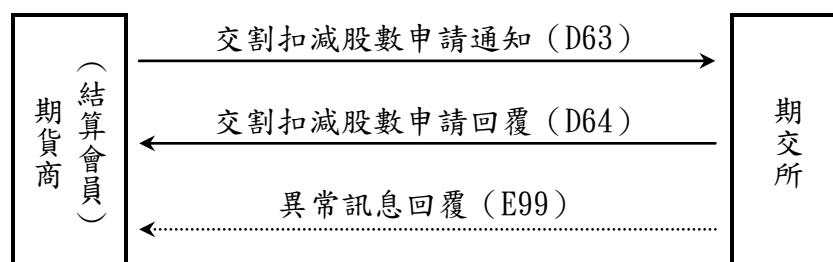 期貨商
（結算會員）
交割扣減股數申請通知（D63）
交割扣減股數申請回覆（D64）
異常訊息回覆（E99）
期交所